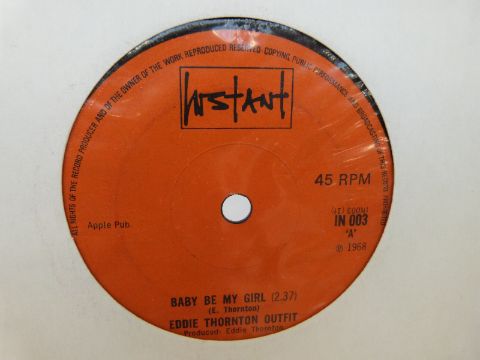 ALL RIGHTS OF THE RECORD PRODUCER AND OF THE OWNER OF THE WORK REPRODUCED RESERVED COPYING, PUBLIC PERFORMANCE AND BROADCASTING OF THIS RECORD PROHIBITED
INSTANT
45 RPM
Apple Pub.
IN 003
'A'
℗ 1968
BABY BE MY GIRL (2.37)
(E. Thornton)
EDDIE THORNTON OUTFIT
Produced: Eddie Thornton